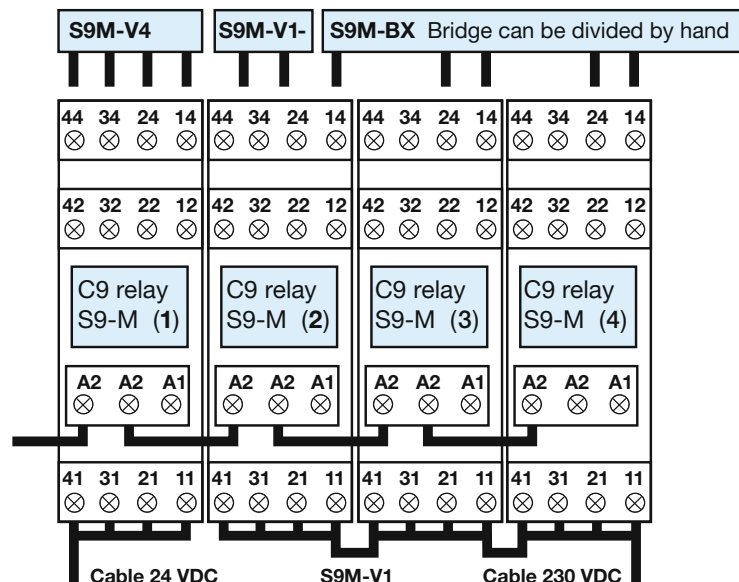 S9M-V4 S9M-V1- S9M-BX Bridge can be divided by hand
44 34 24 14 44 34 24 14 44 34 24 14 44 34 24 14
42 32 22 12 42 32 22 12 42 32 22 12 42 32 22 12
C9 relay C9 relay C9 relay C9 relay
S9-M (1) S9-M (2) S9-M (3) S9-M (4)
A2 A2 A1 A2 A2 A1 A2 A2 A1 A2 A2 A1
41 31 21 11 41 31 21 11 41 31 21 11 41 31 21 11
Cable 24 VDC S9M-V1 Cable 230 VDC